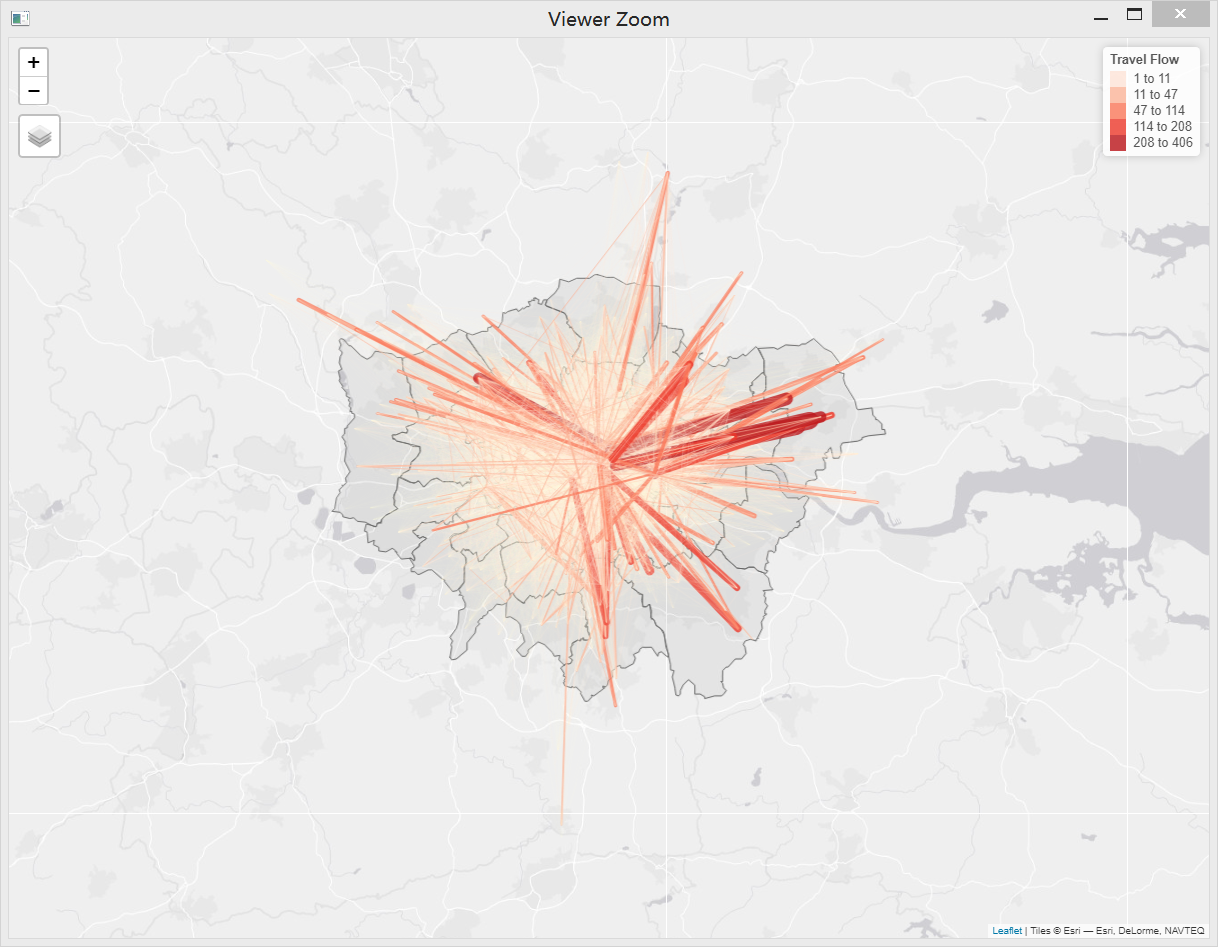 Viewer Zoom
+
−
Travel Flow
1 to 11
11 to 47
47 to 114
114 to 208
208 to 406
Leaflet | Tiles © Esri — Esri, DeLorme, NAVTEQ